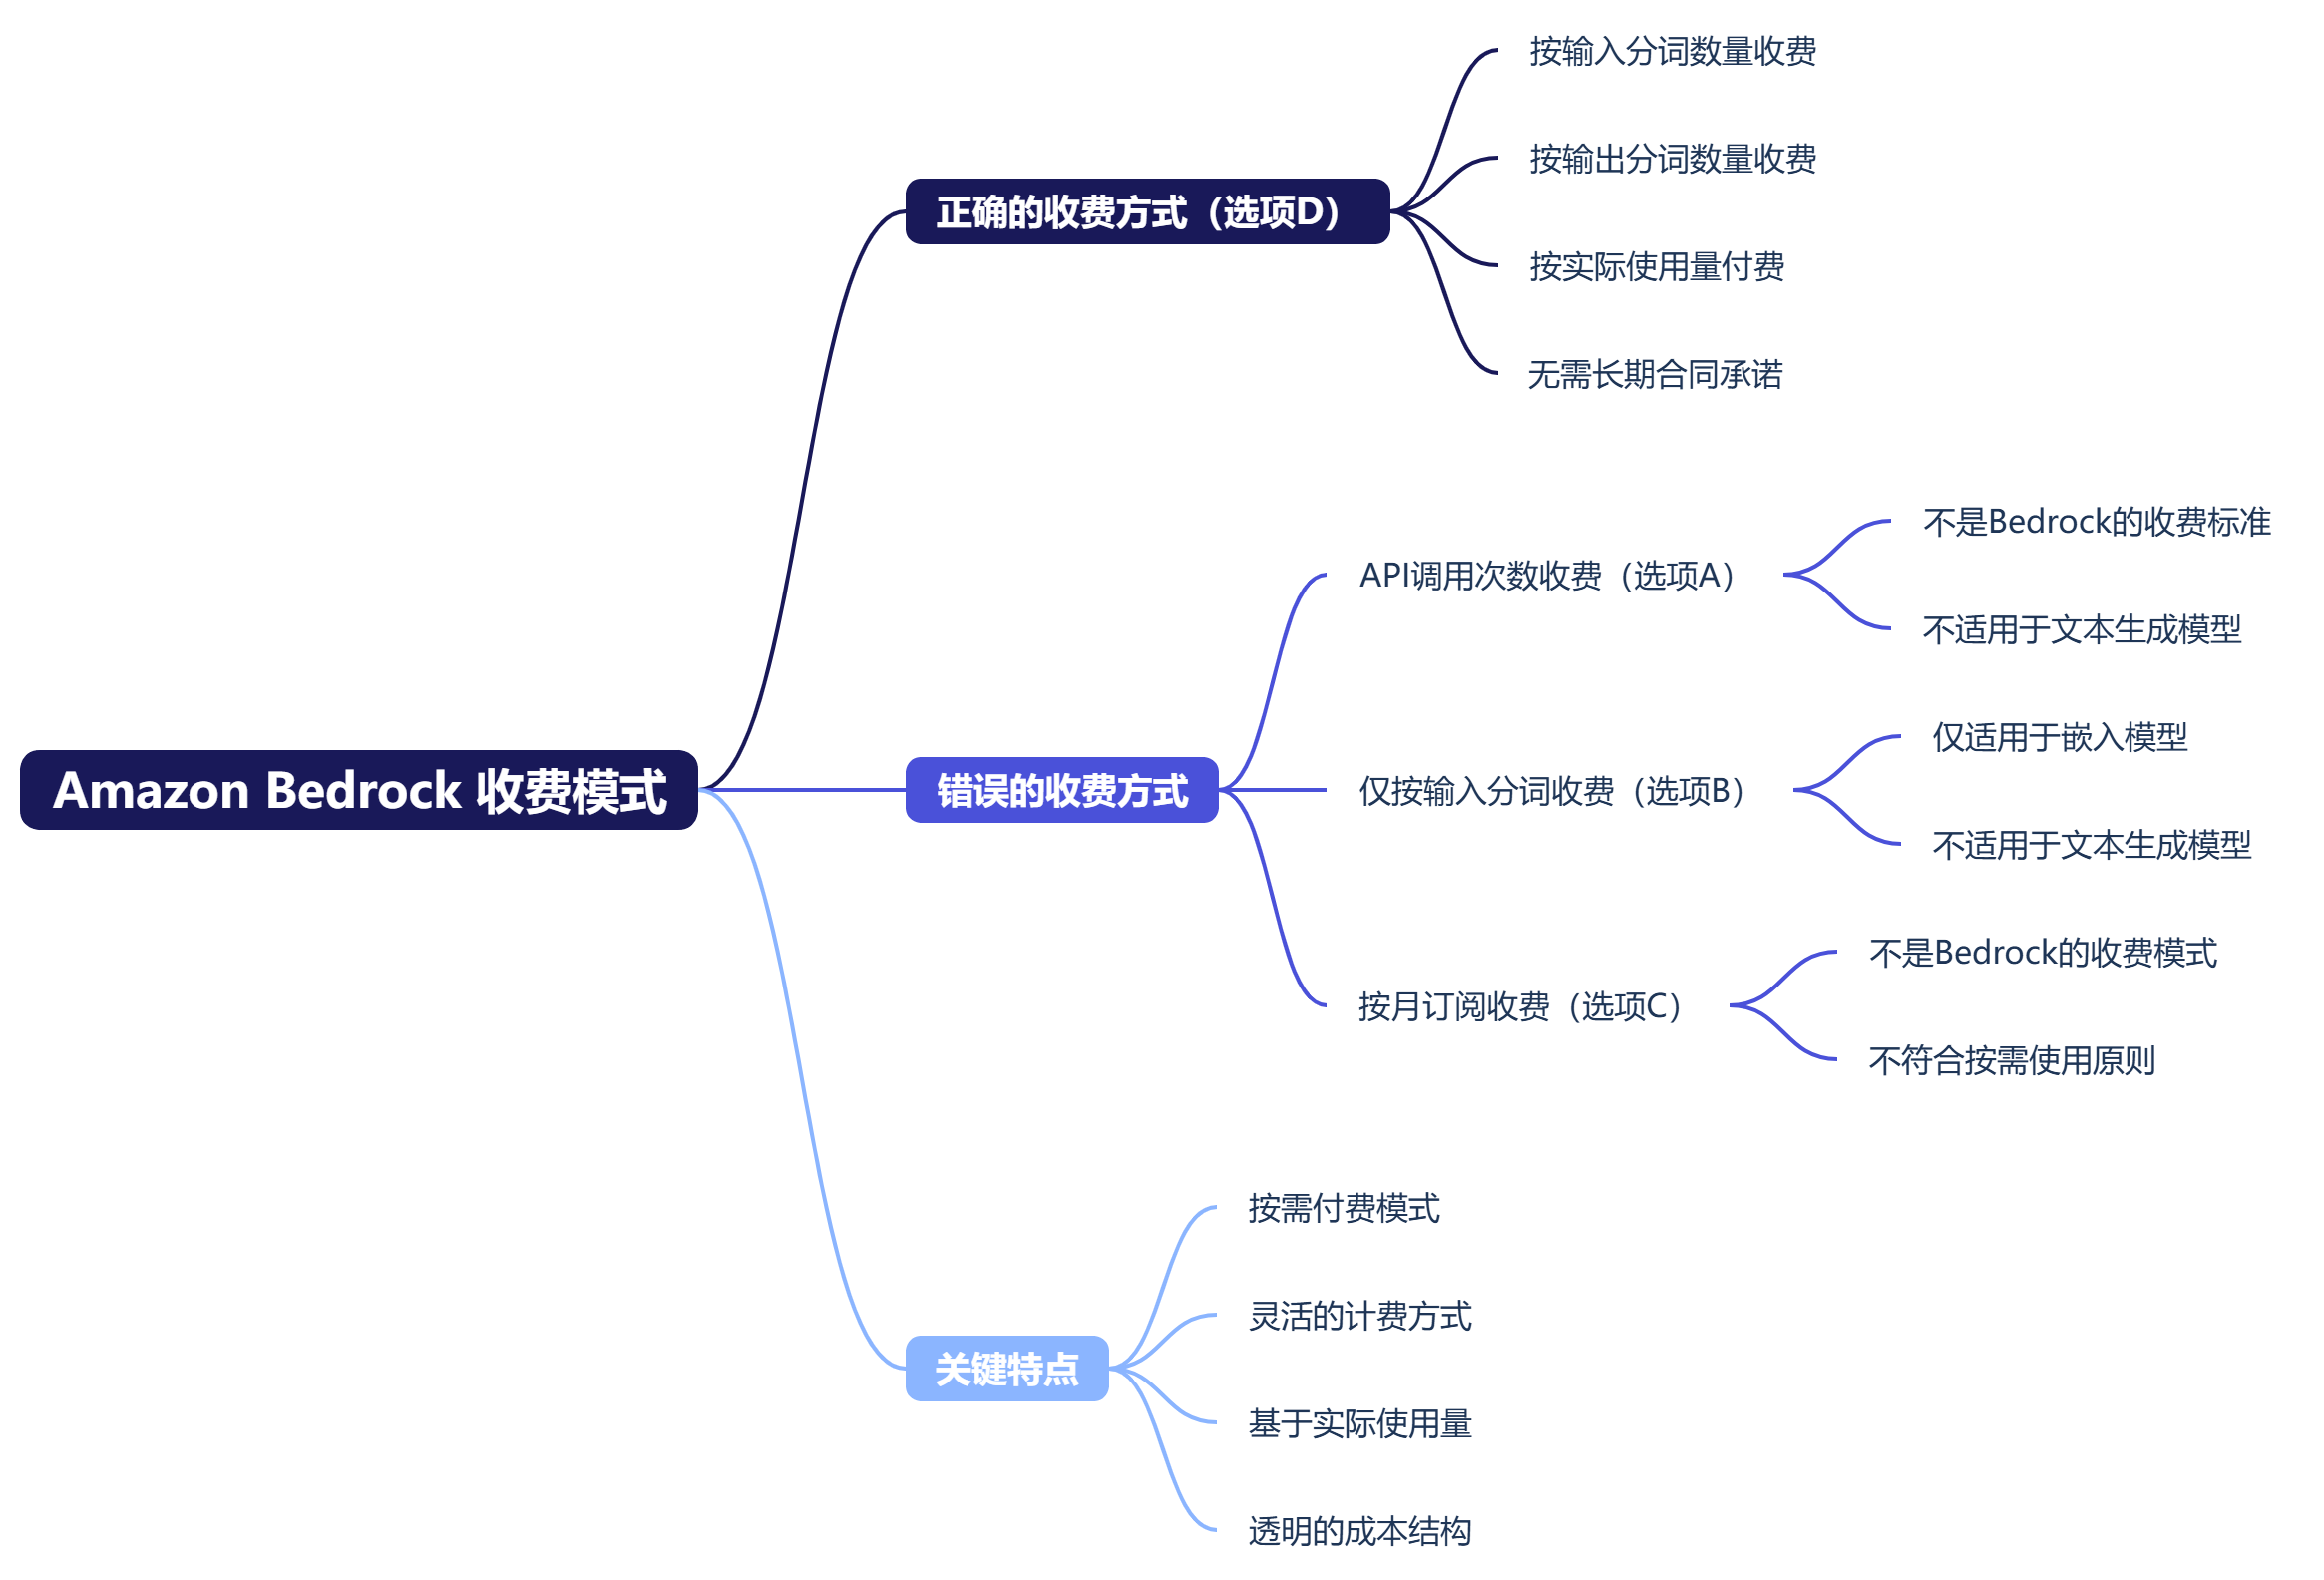 Amazon Bedrock 收费模式
正确的收费方式（选项D）
按输入分词数量收费
按输出分词数量收费
按实际使用量付费
无需长期合同承诺
错误的收费方式
API调用次数收费（选项A）
不是Bedrock的收费标准
不适用于文本生成模型
仅按输入分词收费（选项B）
仅适用于嵌入模型
不适用于文本生成模型
按月订阅收费（选项C）
不是Bedrock的收费模式
不符合按需使用原则
关键特点
按需付费模式
灵活的计费方式
基于实际使用量
透明的成本结构